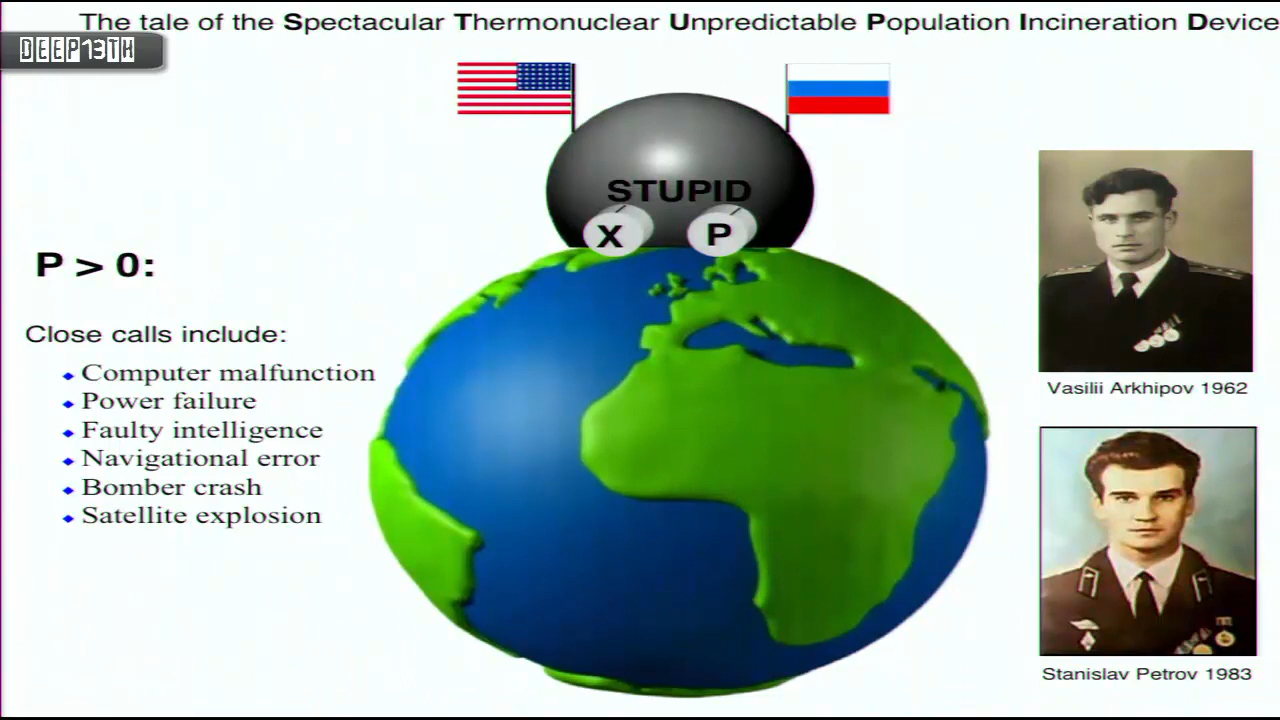 The tale of the Spectacular Thermonuclear Unpredictable Population Incineration Device
DEEP13TH
STUPID
X P
P > 0:
Close calls include:
Computer malfunction
Power failure
Faulty intelligence
Navigational error
Bomber crash
Satellite explosion
Vasilii Arkhipov 1962
Stanislav Petrov 1983